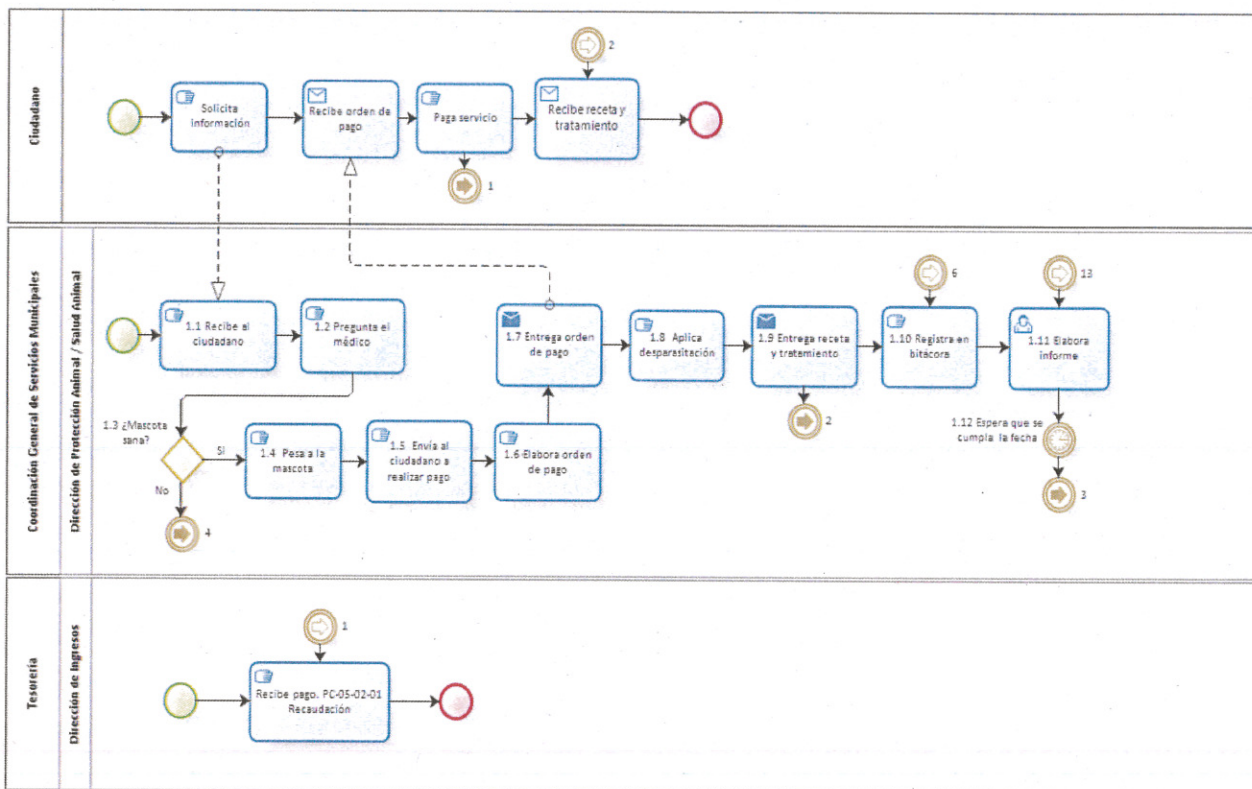 Ciudadano
Solicita
información
Recibe orden de
pago
Paga servicio
1
2
Recibe receta y
tratamiento
Coordinación General de Servicios Municipales
Dirección de Protección Animal / Salud Animal
1.1 Recibe al
ciudadano
1.2 Pregunta el
médico
1.3 ¿Mascota
sana?
Si
No
4
1.4 Pesa a la
mascota
1.5 Envía al
ciudadano a
realizar pago
1.6 Elabora orden
de pago
1.7 Entrega orden
de pago
1.8 Aplica
desparasitación
1.9 Entrega receta
y tratamiento
2
6
1.10 Registra en
bitácora
13
1.11 Elabora
informe
1.12 Espera que se
cumpla la fecha
3
Tesorería
Dirección de Ingresos
1
Recibe pago. PC-05-02-01
Recaudación